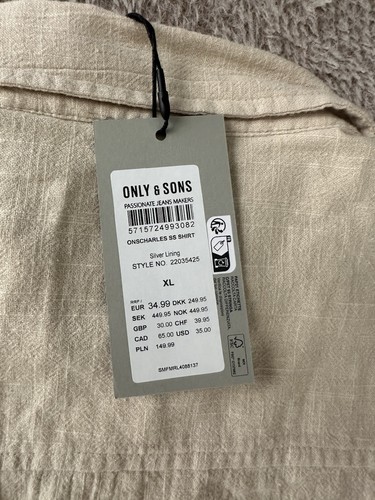 ONLY & SONS
PASSIONATE JEANS MAKERS
5715724993082
ONSCHARLES SS SHIRT
Silver Lining
STYLE NO. 22035425
XL
EUR 34.99 DKK 249.95
SEK 449.95 NOK 449.95
GBP 30.00 CHF 39.95
CAD 65.00 USD 35.00
PLN 149.99
SMFMRL4088137
FSC